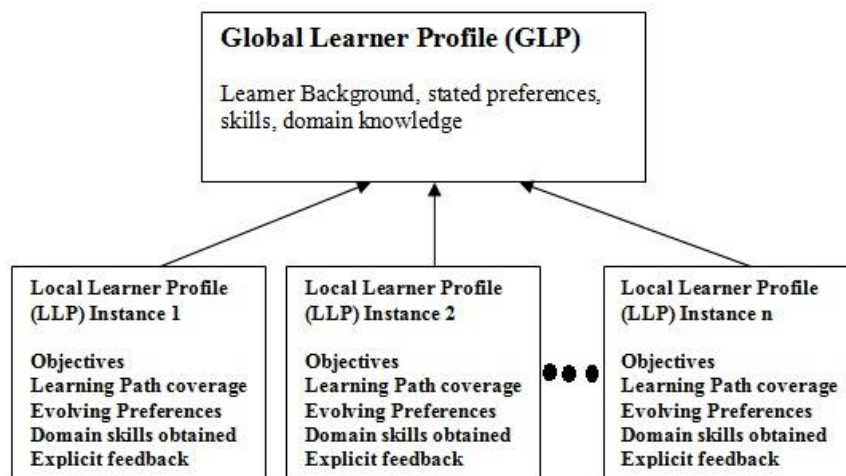 Global Learner Profile (GLP)
Learner Background, stated preferences,
skills, domain knowledge
Local Learner Profile
(LLP) Instance 1
Objectives
Learning Path coverage
Evolving Preferences
Domain skills obtained
Explicit feedback
Local Learner Profile
(LLP) Instance 2
Objectives
Learning Path coverage
Evolving Preferences
Domain skills obtained
Explicit feedback
Local Learner Profile
(LLP) Instance n
Objectives
Learning Path coverage
Evolving Preferences
Domain skills obtained
Explicit feedback